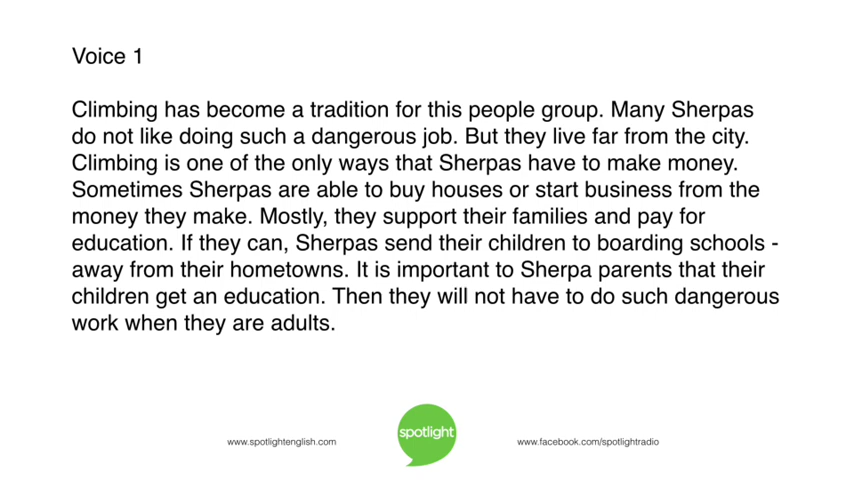 Voice 1
Climbing has become a tradition for this people group. Many Sherpas
do not like doing such a dangerous job. But they live far from the city.
Climbing is one of the only ways that Sherpas have to make money.
Sometimes Sherpas are able to buy houses or start business from the
money they make. Mostly, they support their families and pay for
education. If they can, Sherpas send their children to boarding schools -
away from their hometowns. It is important to Sherpa parents that their
children get an education. Then they will not have to do such dangerous
work when they are adults.
www.spotlightenglish.com
spotlight
www.facebook.com/spotlightradio